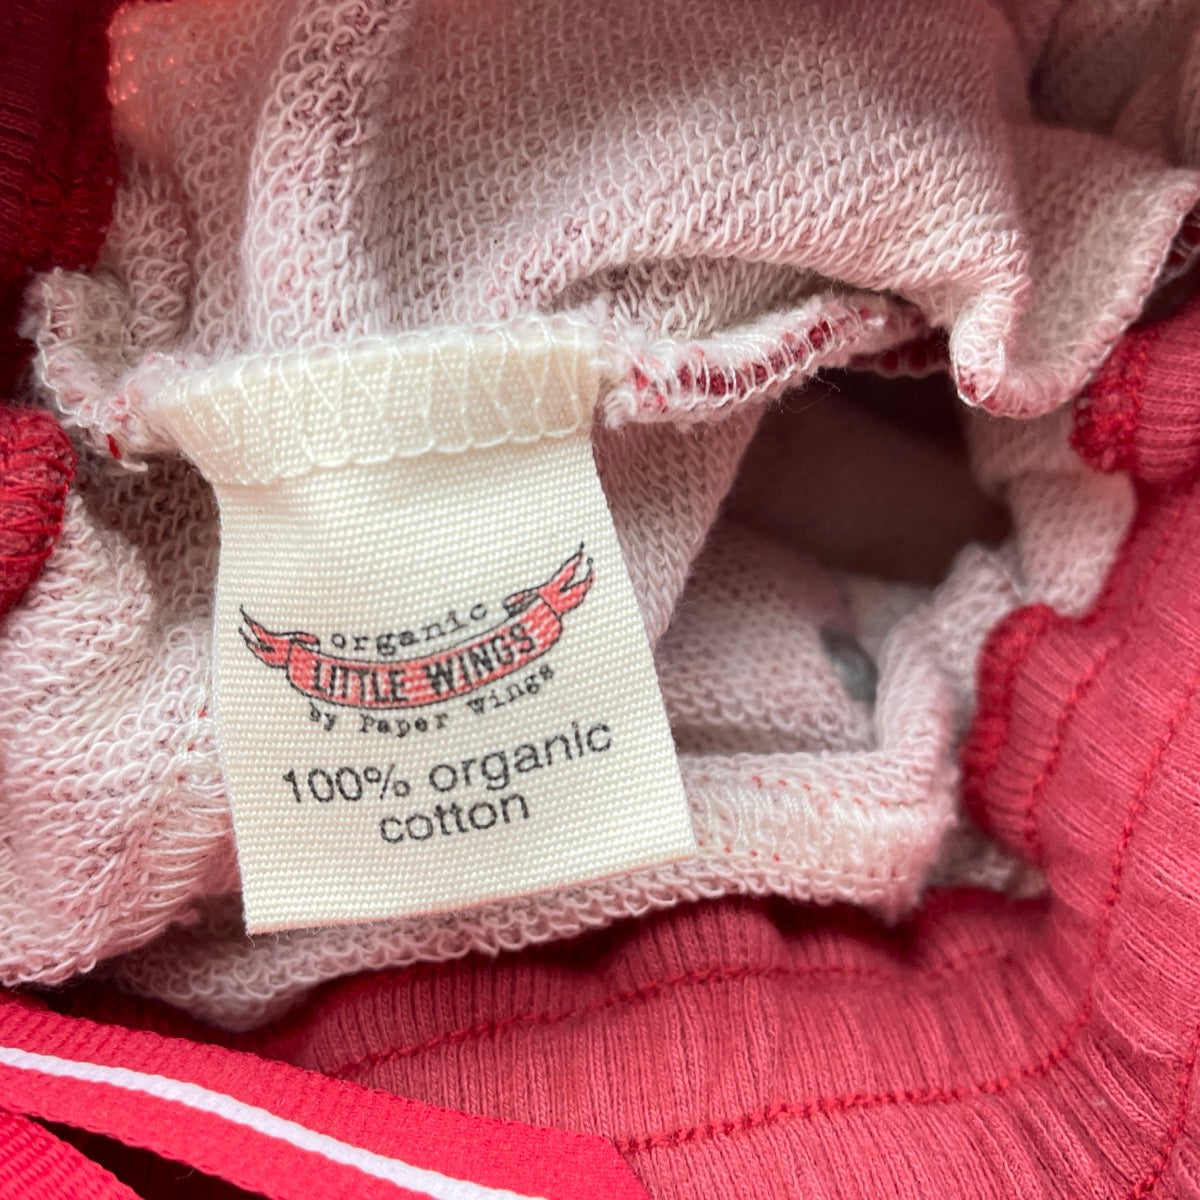 organic
LITTLE WINGS
by Paper Wings
100% organic
cotton